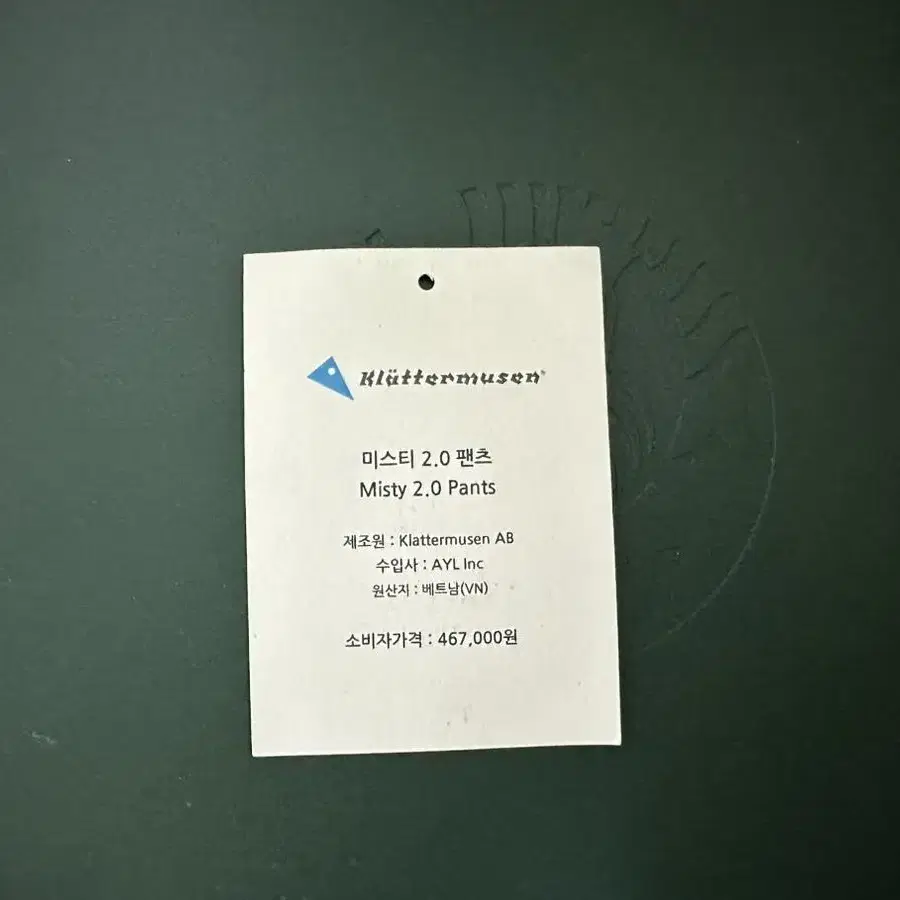 Klättermusen
미스티 2.0 팬츠
Misty 2.0 Pants
제조원 : Klattermusen AB
수입사 : AYL Inc
원산지 : 베트남(VN)
소비자가격 : 467,000원